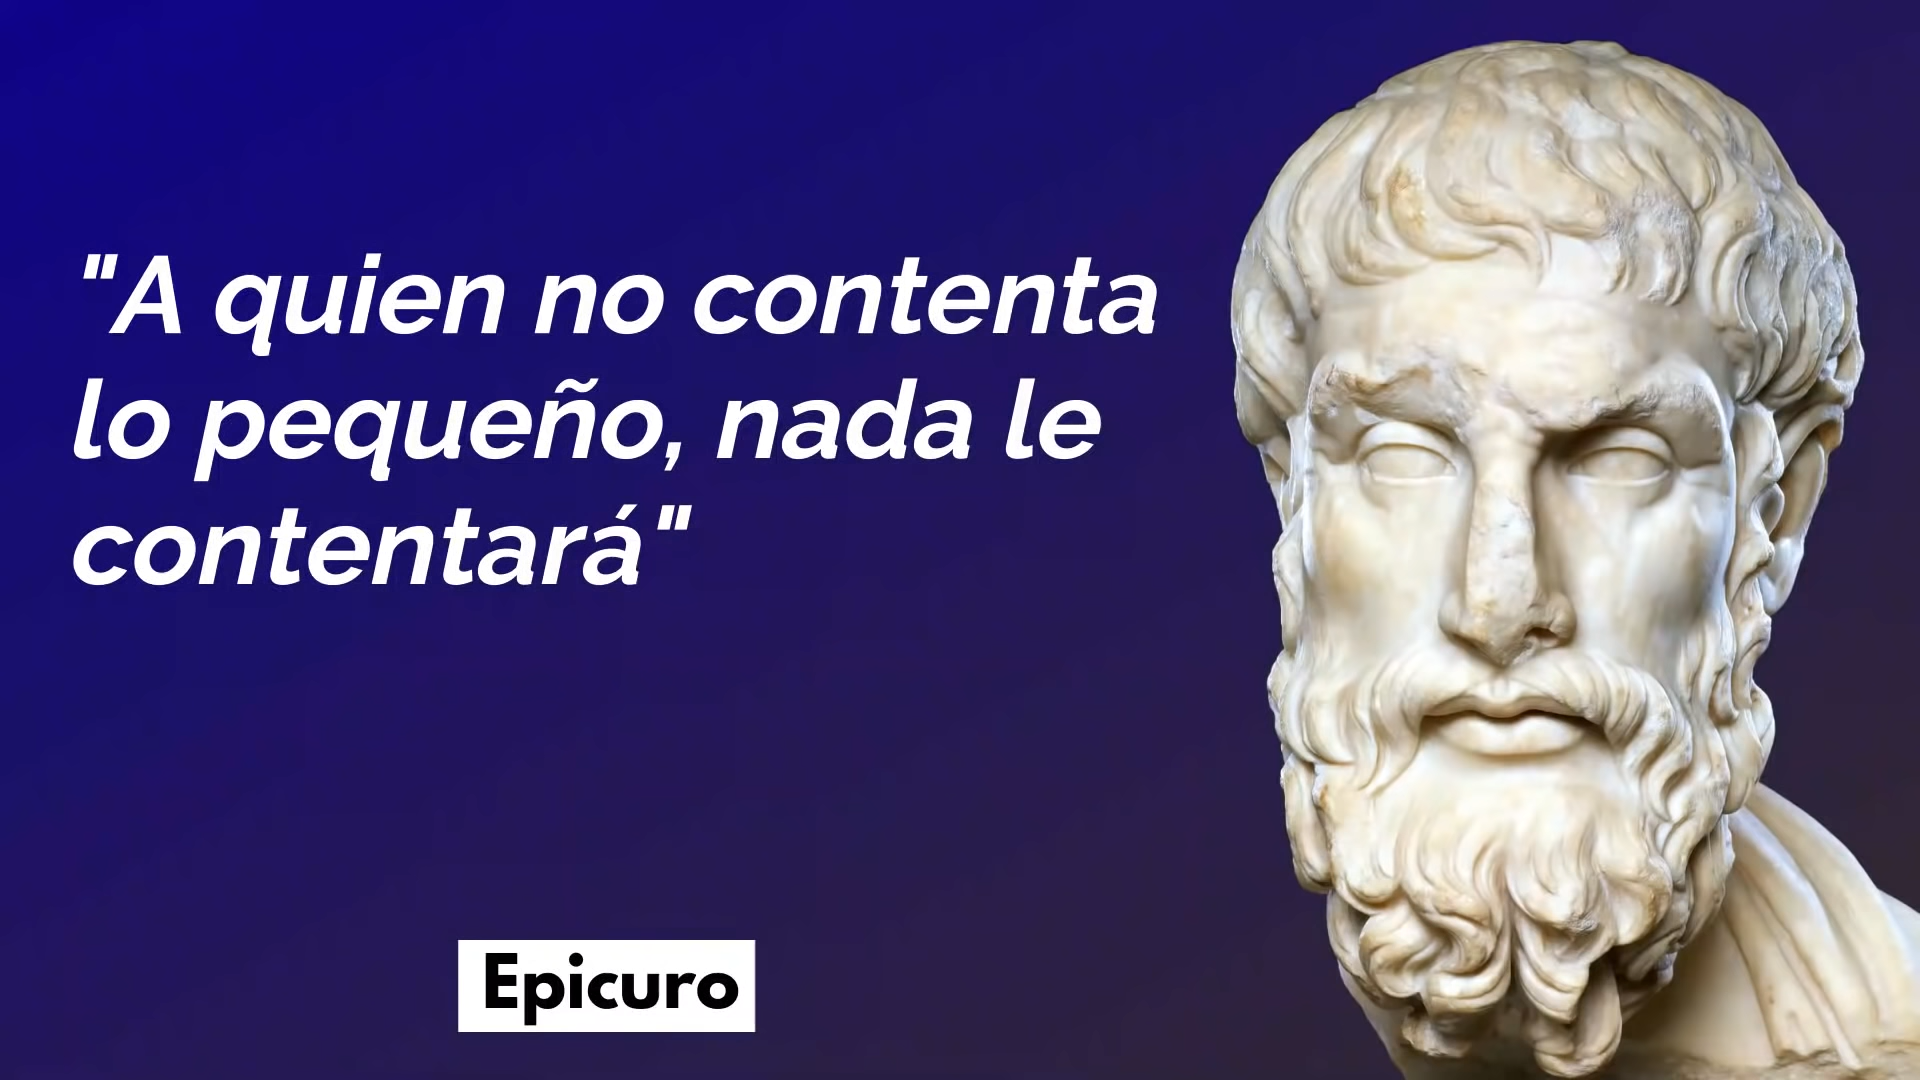 "A quien no contenta
lo pequeño, nada le
contentará"
Epicuro